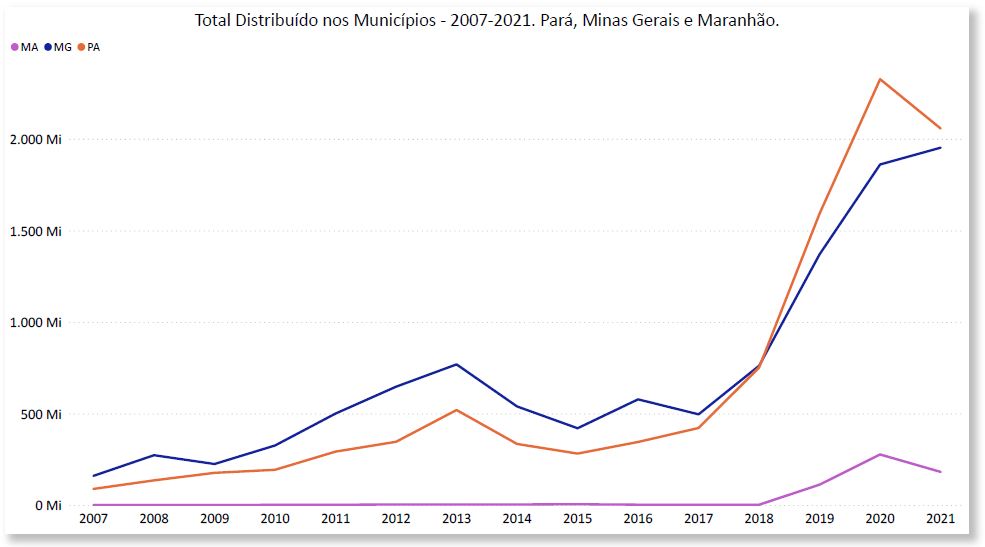 Total Distribuído nos Municípios - 2007-2021. Pará, Minas Gerais e Maranhão.
MA MG PA
2.000 Mi
1.500 Mi
1.000 Mi
500 Mi
0 Mi
2007 2008 2009 2010 2011 2012 2013 2014 2015 2016 2017 2018 2019 2020 2021